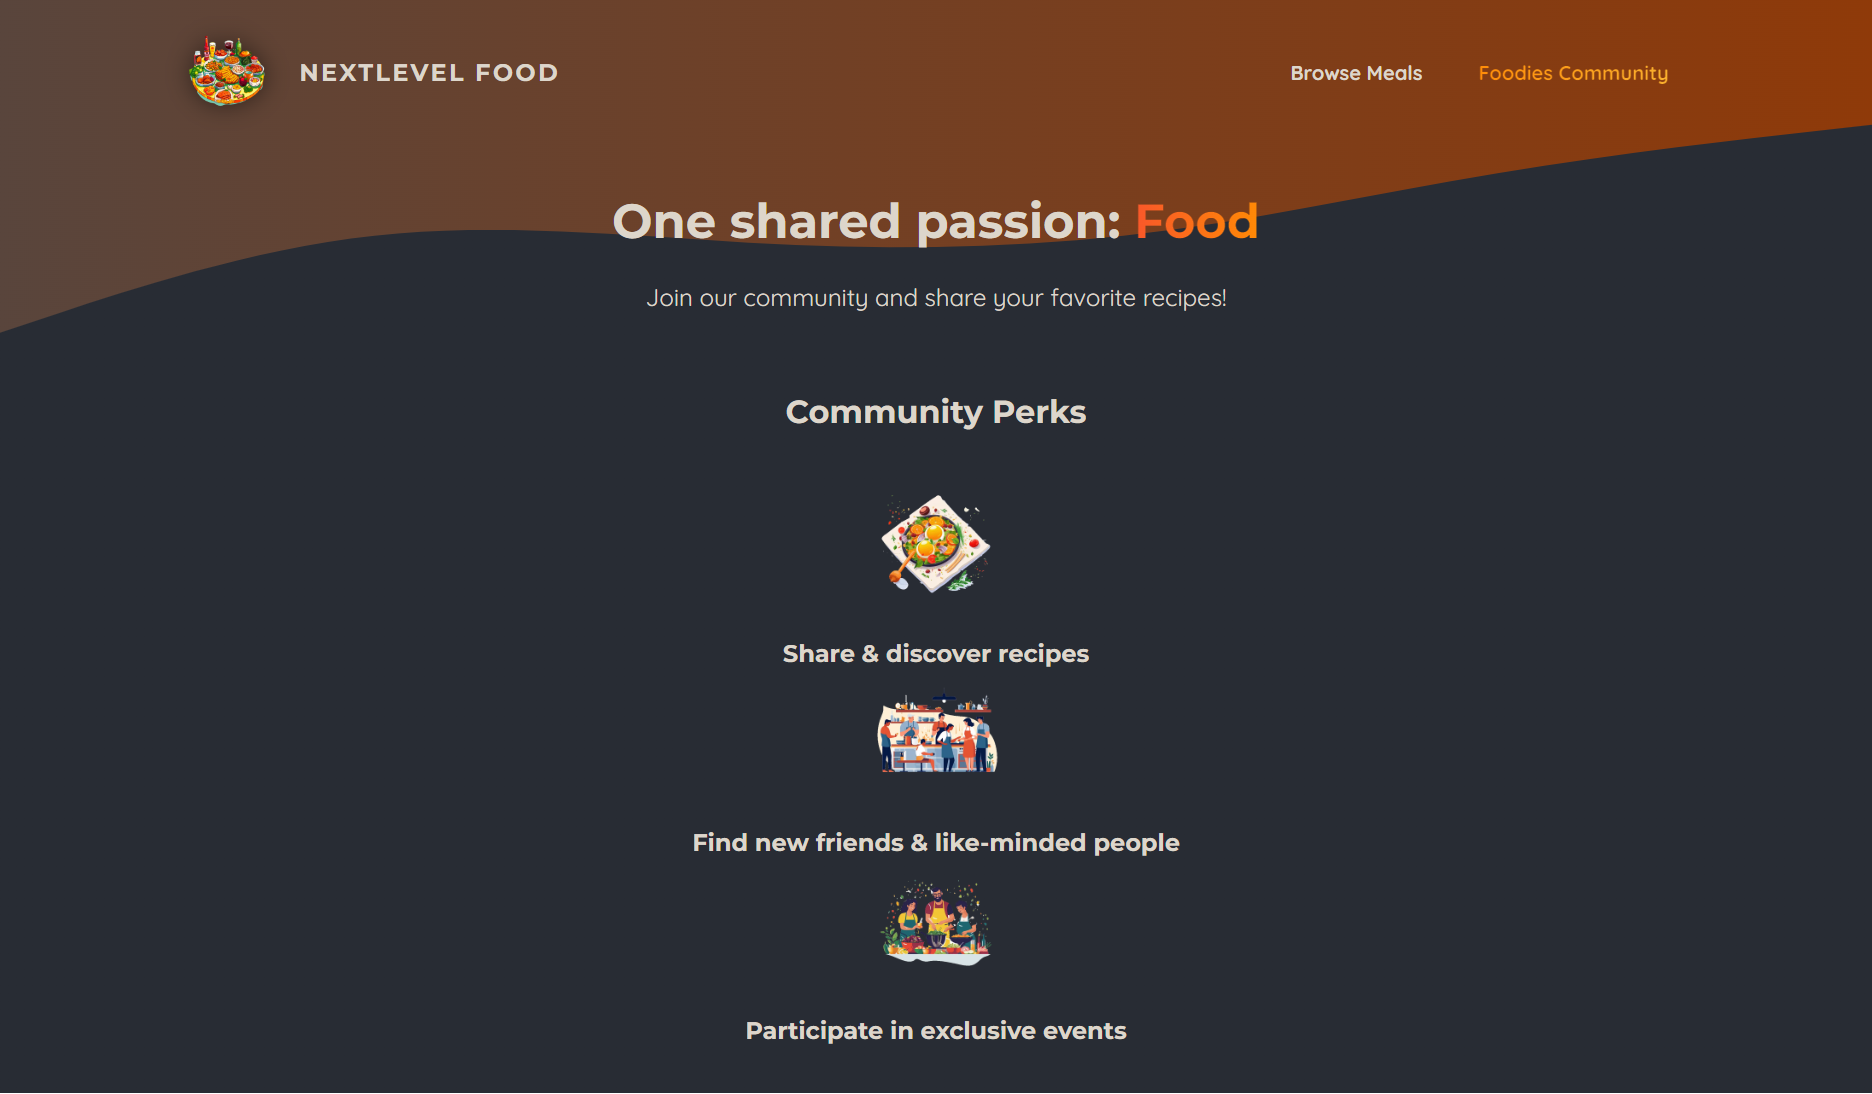 NEXTLEVEL FOOD
Browse Meals
Foodies Community
One shared passion: Food
Join our community and share your favorite recipes!
Community Perks
Share & discover recipes
Find new friends & like-minded people
Participate in exclusive events